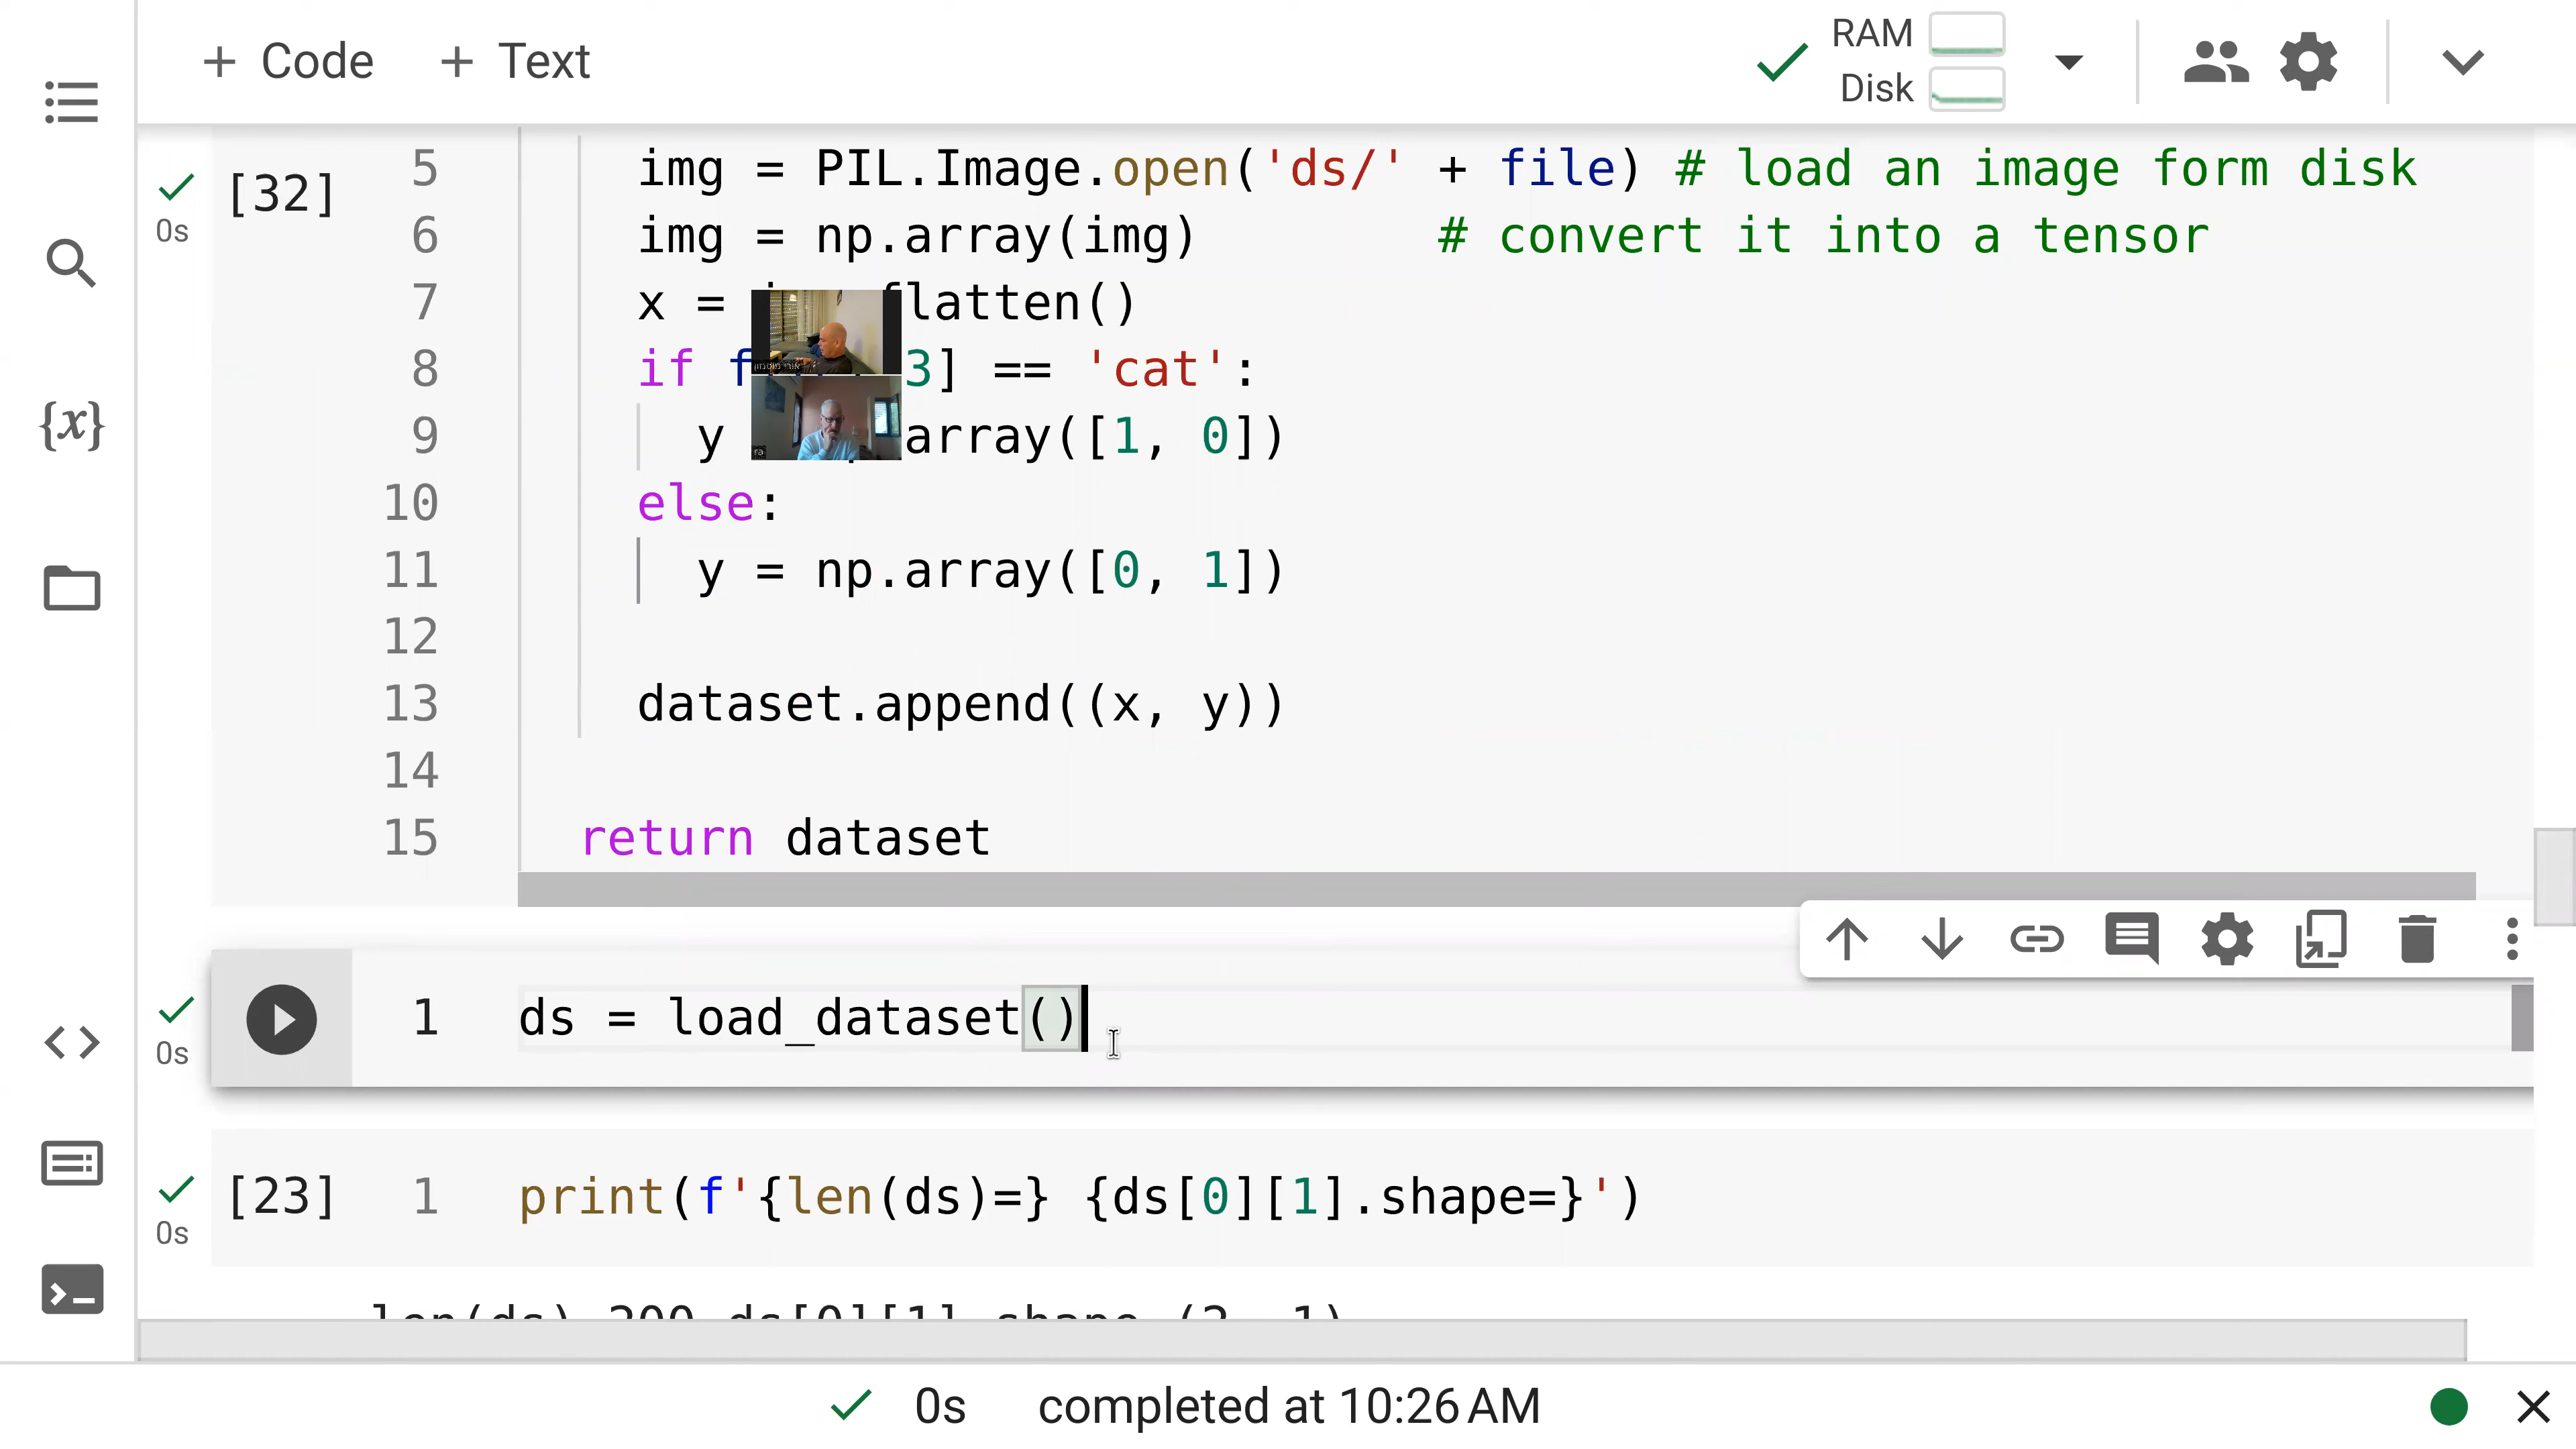 + Code + Text
RAM
Disk
[32]
0s
5 img = PIL.Image.open('ds/' + file) # load an image form disk
6 img = np.array(img) # convert it into a tensor
7 x = flatten()
8 if 3] == 'cat':
9 y array([1, 0])
10 else:
11 y = np.array([0, 1])
12
13 dataset.append((x, y))
14
15 return dataset
{x}
0s
1 ds = load_dataset()
[23]
0s
1 print(f'{len(ds)=} {ds[0][1].shape=}')
0s completed at 10:26 AM